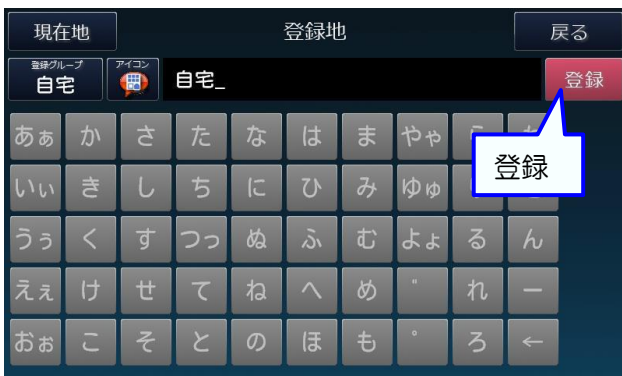 現在地 登録地 戻る
登録グループ アイコン
自宅 自宅_ 登録
あぁ か さ た な は ま やゃ
登録
いぃ き し ち に ひ み ゆゅ
うぅ く す つっ ぬ ふ む よょ る ん
えぇ け せ て ね へ め ゛ れ ー
おぉ こ そ と の ほ も ゜ ろ ←